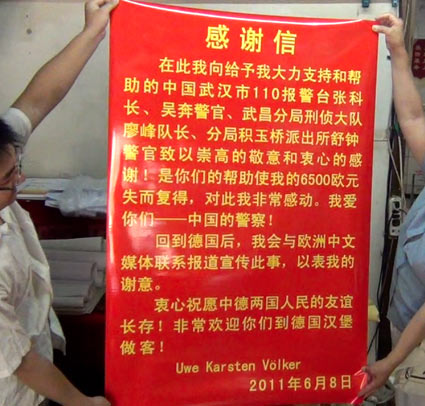 感谢信
在此我向给予我大力支持和帮
助的中国武汉市110报警台张科
长、吴奔警官、武昌分局刑侦大队
廖峰队长、分局积玉桥派出所舒钟
警官致以崇高的敬意和衷心的感
谢！是你们的帮助使我的6500欧元
失而复得，对此我非常感动。我爱
你们——中国的警察！
回到德国后，我会与欧洲中文
媒体联系报道宣传此事，以表我的
谢意。
衷心祝愿中德两国人民的友谊
长存！非常欢迎你们到德国汉堡
做客！
Uwe Karsten Völker
2011年6月8日